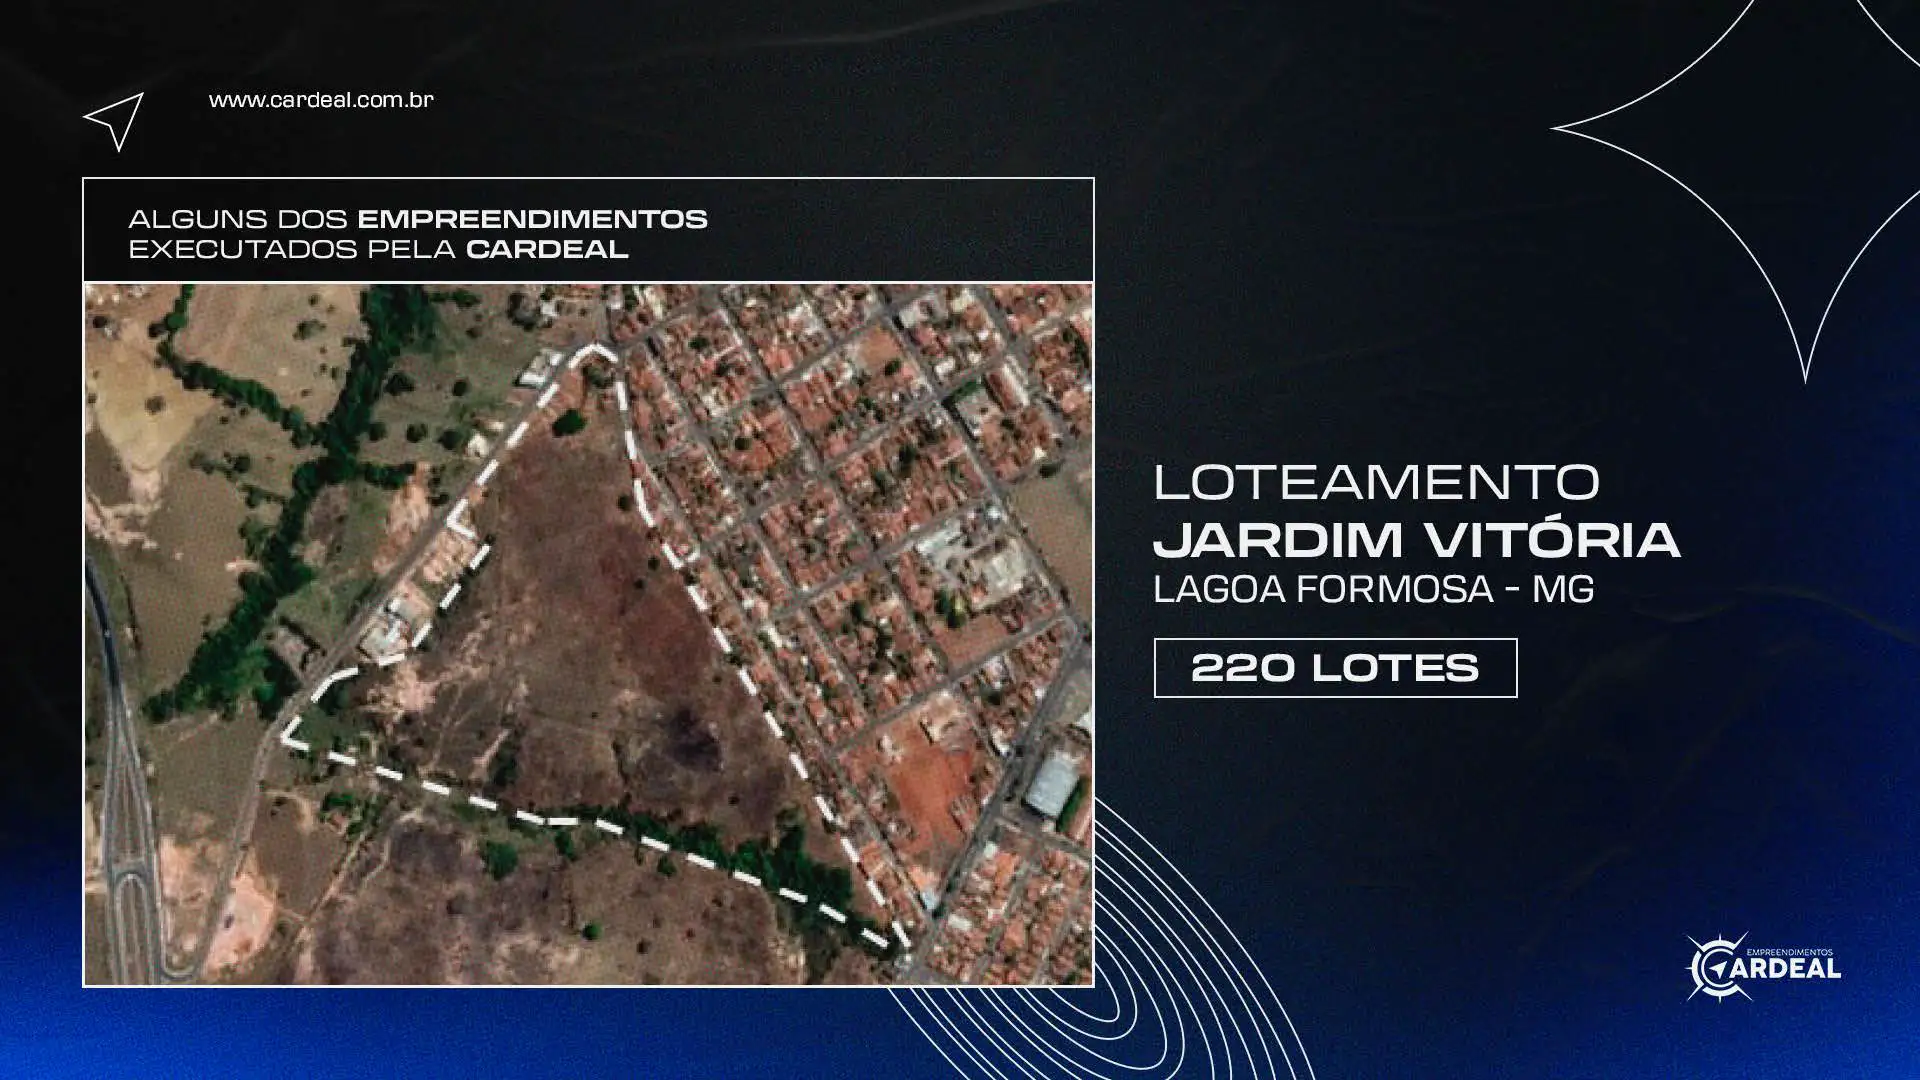 www.cardeal.com.br
ALGUNS DOS EMPREENDIMENTOS
EXECUTADOS PELA CARDEAL
LOTEAMENTO
JARDIM VITÓRIA
LAGOA FORMOSA - MG
220 LOTES
EMPREENDIMENTOS
CARDEAL